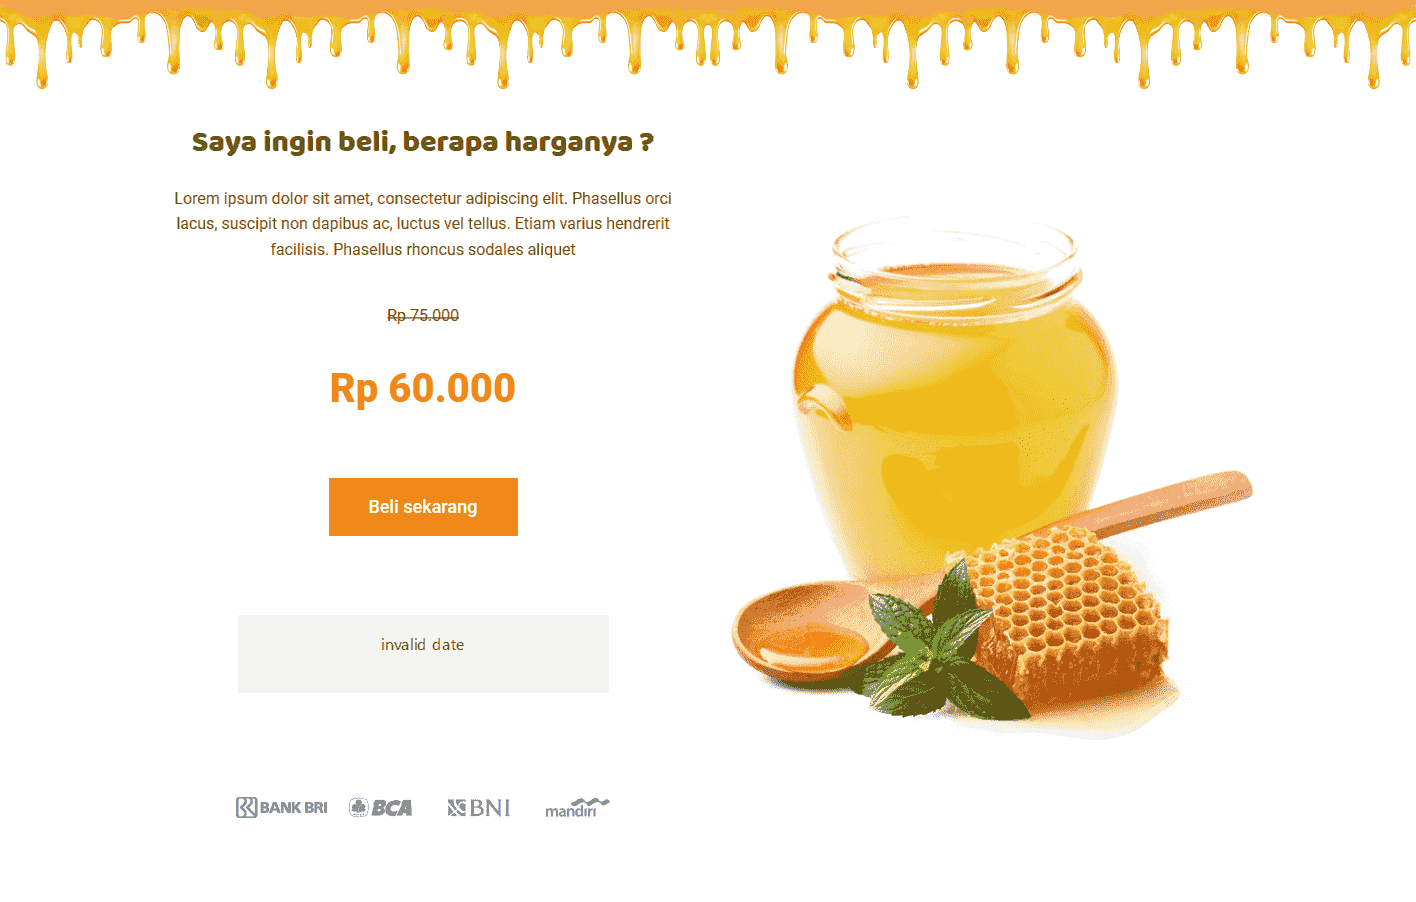 Saya ingin beli, berapa harganya ?
Lorem ipsum dolor sit amet, consectetur adipiscing elit. Phasellus orci
lacus, suscipit non dapibus ac, luctus vel tellus. Etiam varius hendrerit
facilisis. Phasellus rhoncus sodales aliquet
Rp 75.000
Rp 60.000
Beli sekarang
invalid date
BANK BRI BCA BNI mandiri